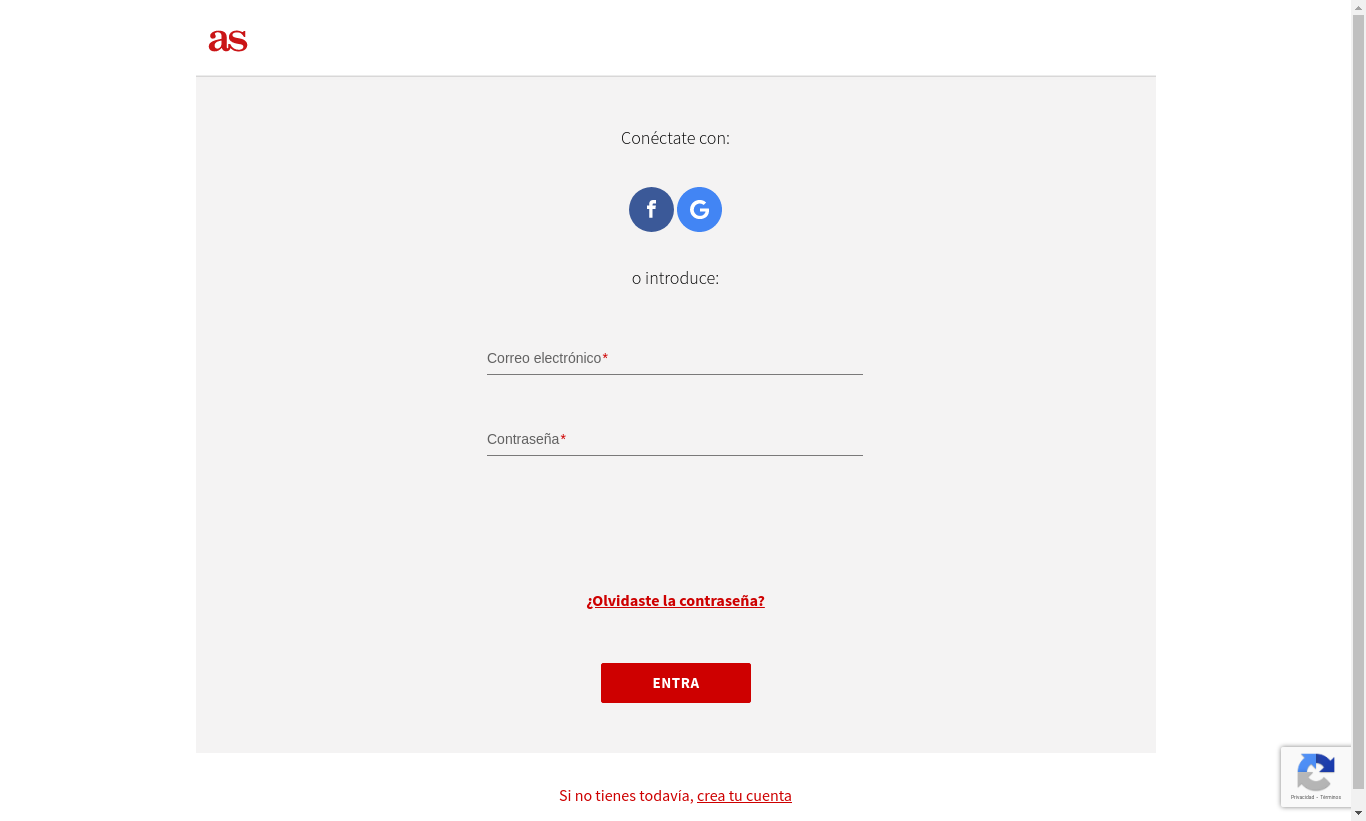 as
Conéctate con:
o introduce:
Correo electrónico*
Contraseña*
¿Olvidaste la contraseña?
ENTRA
Si no tienes todavía, crea tu cuenta
Privacidad - Términos